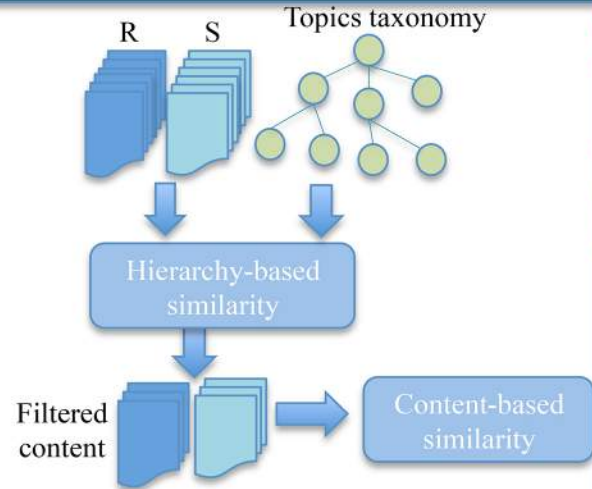 Topics taxonomy
R
S
Hierarchy-based
similarity
Filtered
content
Content-based
similarity